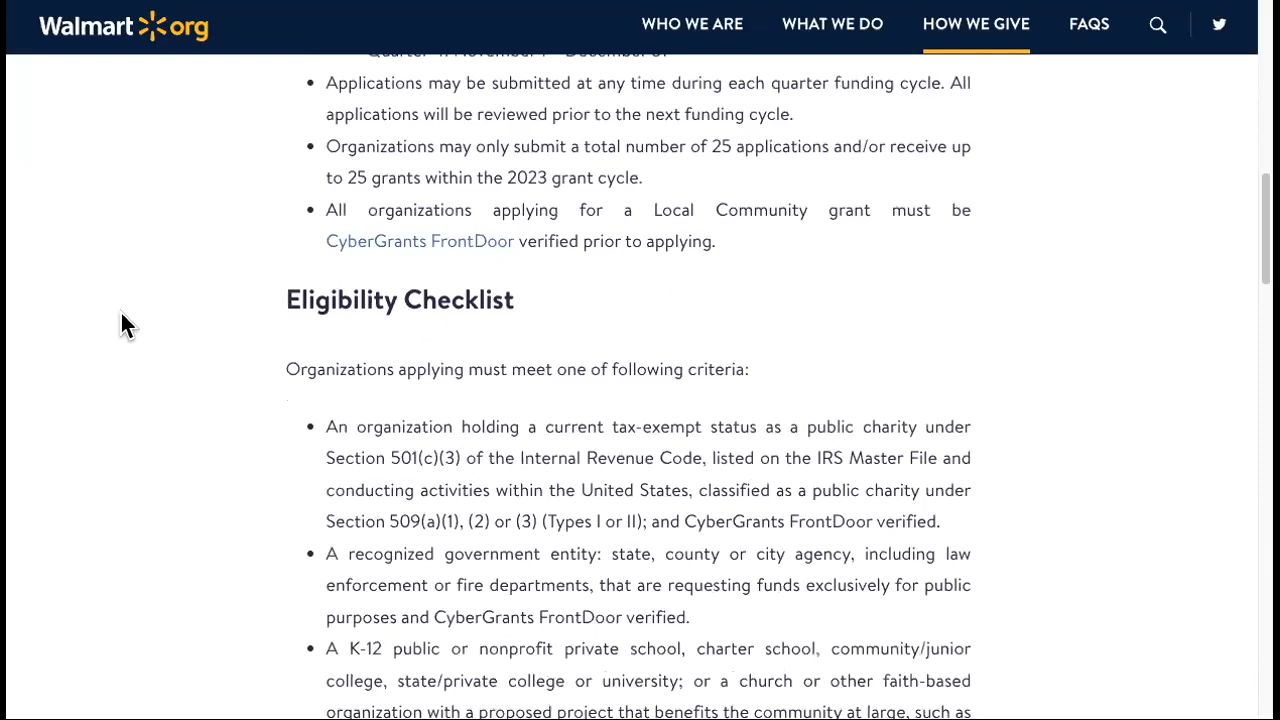 Walmart org
WHO WE ARE
WHAT WE DO
HOW WE GIVE
FAQS
Applications may be submitted at any time during each quarter funding cycle. All
applications will be reviewed prior to the next funding cycle.
Organizations may only submit a total number of 25 applications and/or receive up
to 25 grants within the 2023 grant cycle.
All organizations applying for a Local Community grant must be
CyberGrants FrontDoor verified prior to applying.
Eligibility Checklist
Organizations applying must meet one of following criteria:
An organization holding a current tax-exempt status as a public charity under
Section 501(c)(3) of the Internal Revenue Code, listed on the IRS Master File and
conducting activities within the United States, classified as a public charity under
Section 509(a)(1), (2) or (3) (Types I or II); and CyberGrants FrontDoor verified.
A recognized government entity: state, county or city agency, including law
enforcement or fire departments, that are requesting funds exclusively for public
purposes and CyberGrants FrontDoor verified.
A K-12 public or nonprofit private school, charter school, community/junior
college, state/private college or university; or a church or other faith-based
organization with a proposed project that benefits the community at large, such as